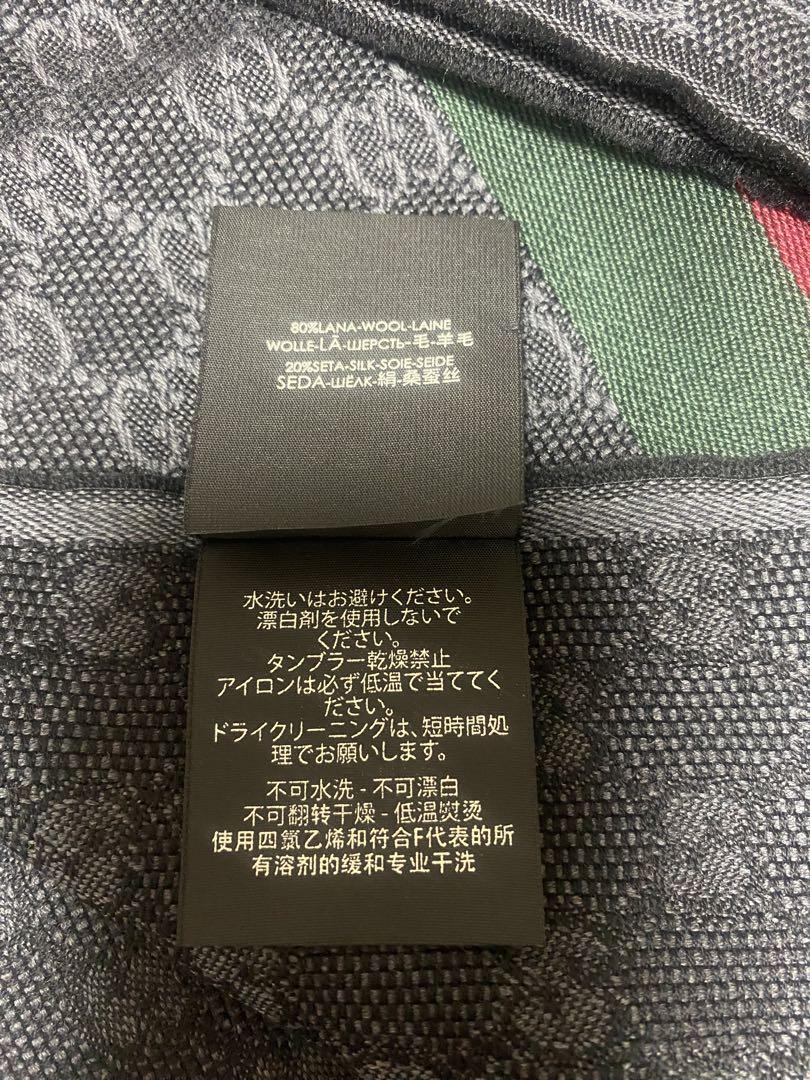 80%LANA-WOOL-LAINE
WOLLE-LÃ-ШЕРСТЬ-毛-羊毛
20%SETA-SILK-SOIE-SEIDE
SEDA-ШЁЛК-絹-桑蚕丝
水洗いはお避けください。
漂白剤を使用しないで
ください。
タンブラー乾燥禁止
アイロンは必ず低温で当ててく
ださい。
ドライクリーニングは、短時間処
理でお願いします。
不可水洗 - 不可漂白
不可翻转干燥 - 低温熨烫
使用四氯乙烯和符合F代表的所
有溶剂的缓和专业干洗